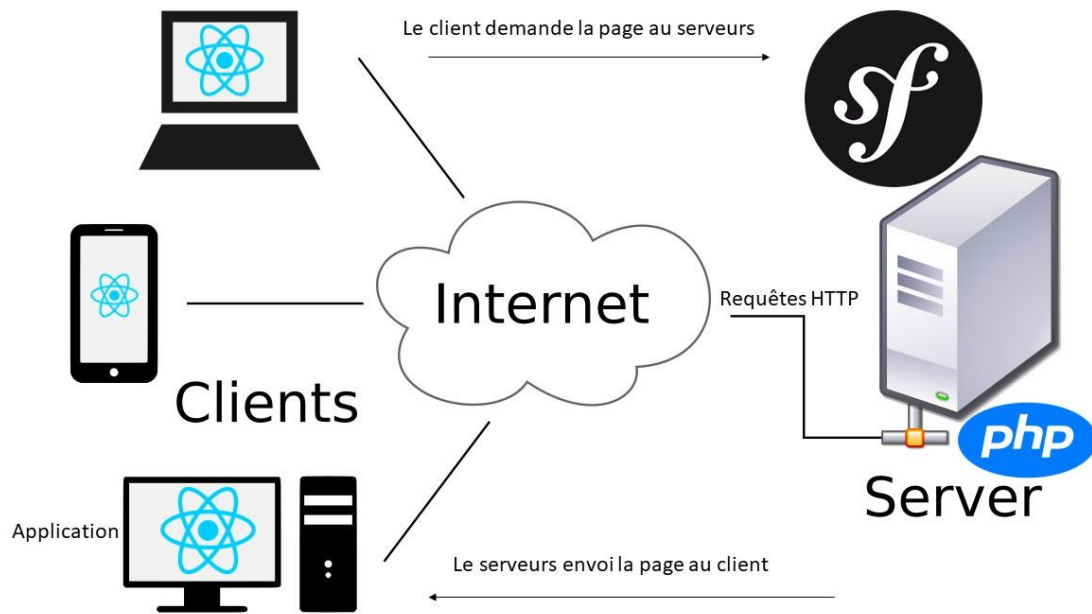 Le client demande la page au serveurs
sf
Internet
Requêtes HTTP
Clients
php
Server
Application
Le serveurs envoi la page au client